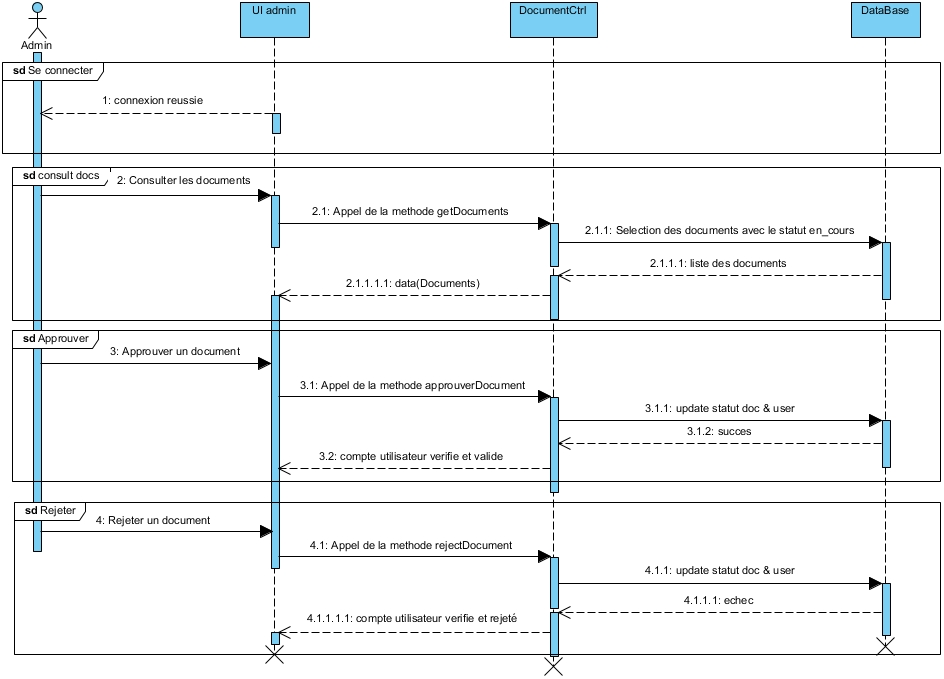 UI admin
DocumentCtrl
DataBase
Admin
sd Se connecter
1: connexion reussie
sd consult docs
2: Consulter les documents
2.1: Appel de la methode getDocuments
2.1.1: Selection des documents avec le statut en_cours
2.1.1.1: liste des documents
2.1.1.1.1: data(Documents)
sd Approuver
3: Approuver un document
3.1: Appel de la methode approuverDocument
3.1.1: update statut doc & user
3.1.2: succes
3.2: compte utilisateur verifie et valide
sd Rejeter
4: Rejeter un document
4.1: Appel de la methode rejectDocument
4.1.1: update statut doc & user
4.1.1.1: echec
4.1.1.1.1: compte utilisateur verifie et rejeté